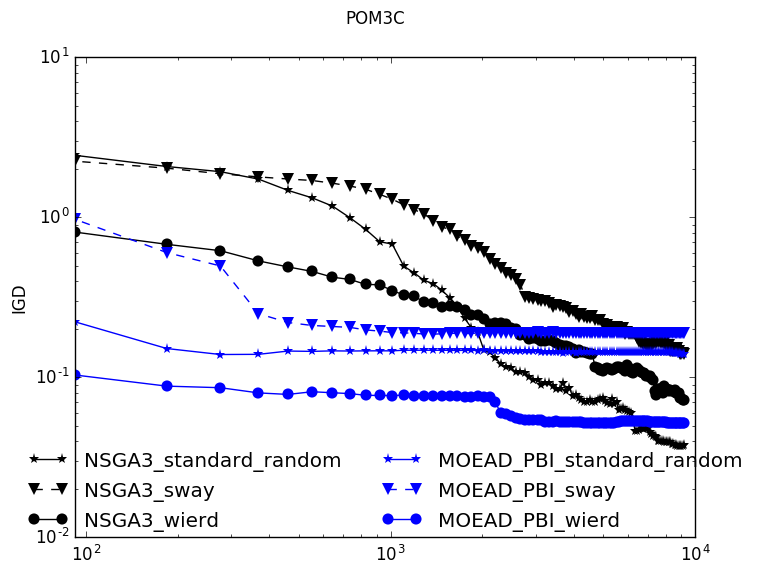 POM3C
10^1
10^0
IGD
10^-1
NSGA3_standard_random
MOEAD_PBI_standard_random
NSGA3_sway
MOEAD_PBI_sway
NSGA3_wierd
MOEAD_PBI_wierd
10^-2
10^2
10^3
10^4